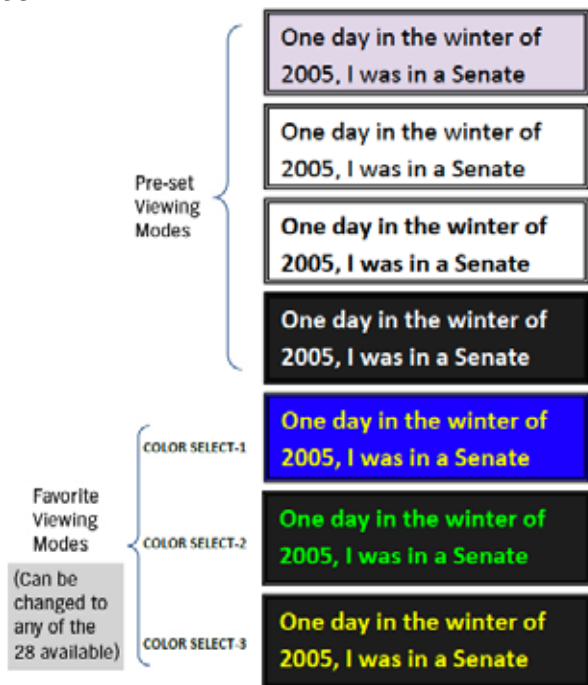 One day in the winter of
2005, I was in a Senate
One day in the winter of
2005, I was in a Senate
Pre-set
Viewing
Modes
One day in the winter of
2005, I was in a Senate
One day in the winter of
2005, I was in a Senate
COLOR SELECT-1
One day in the winter of
2005, I was in a Senate
Favorite
Viewing
Modes
COLOR SELECT-2
One day in the winter of
2005, I was in a Senate
(Can be
changed to
any of the
28 available)
COLOR SELECT-3
One day in the winter of
2005, I was in a Senate